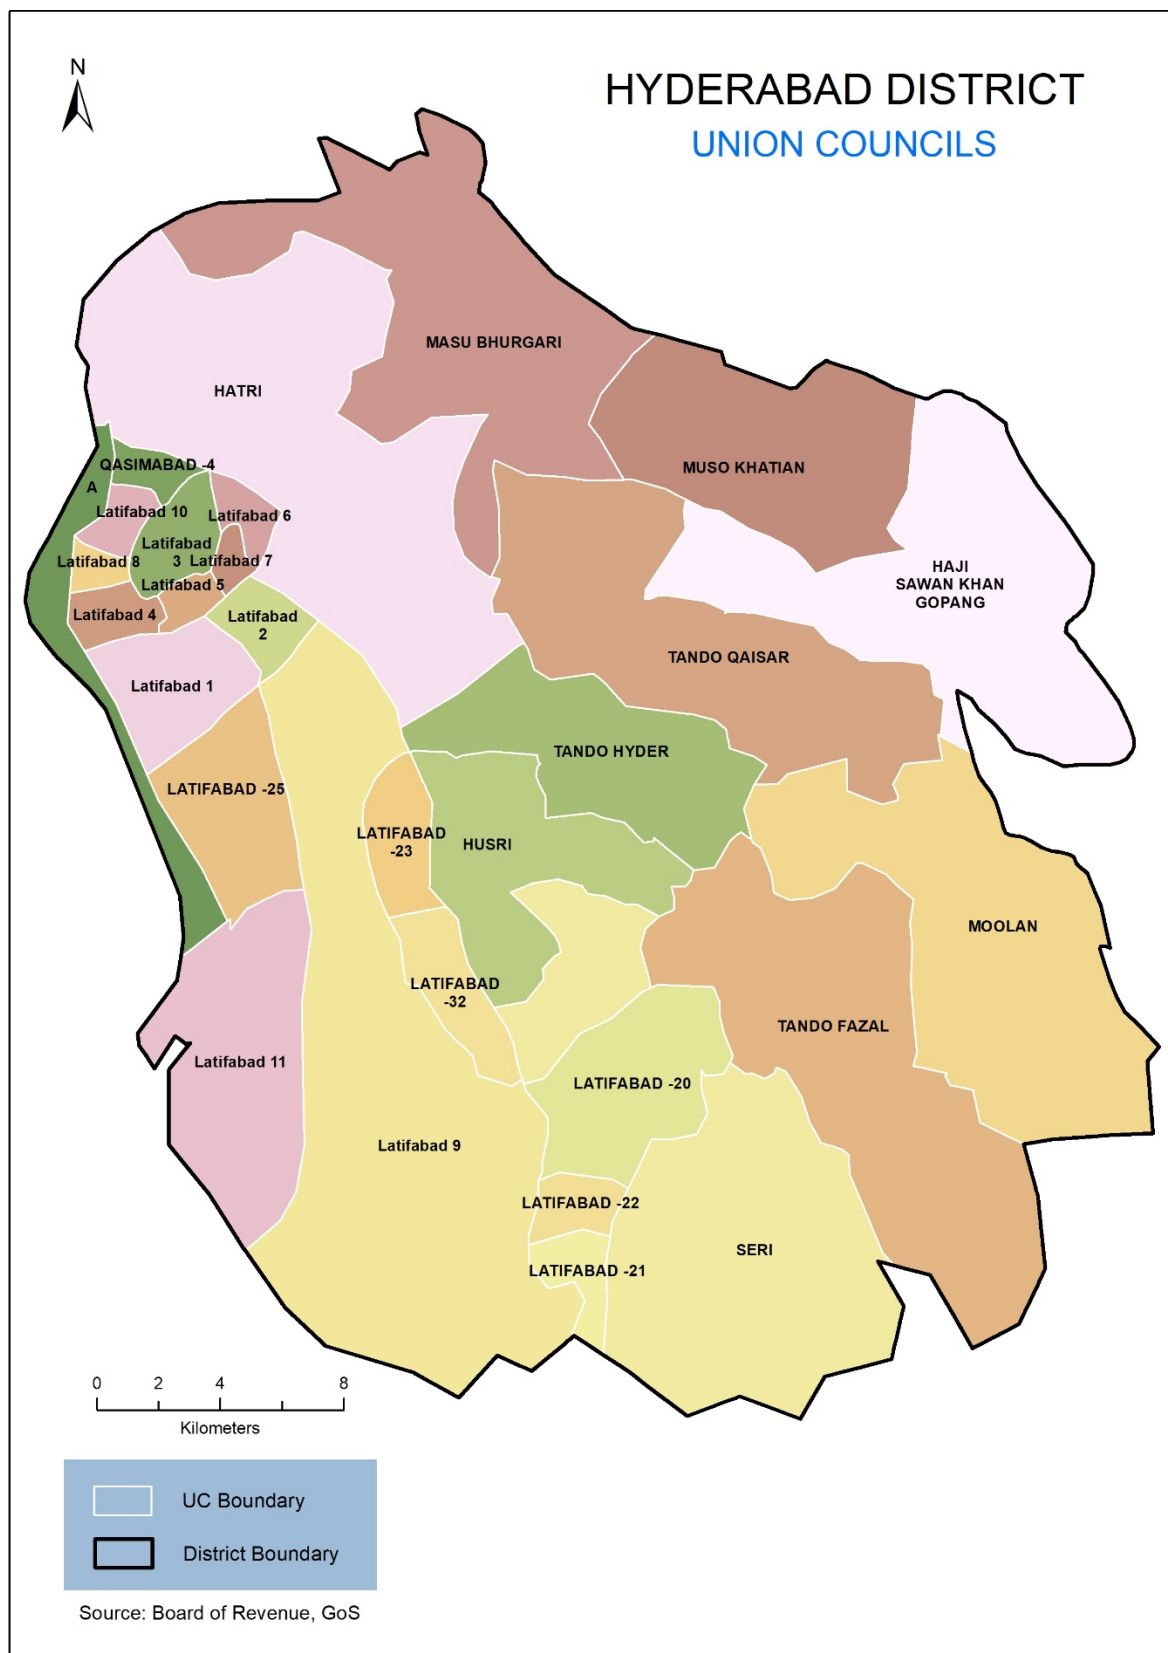 N
HYDERABAD DISTRICT
UNION COUNCILS
MASU BHURGARI
HATRI
MUSO KHATIAN
QASIMABAD -4
A
Latifabad 10
Latifabad 6
Latifabad
3
Latifabad 7
Latifabad 8
Latifabad 5
Latifabad 4
Latifabad
2
HAJI
SAWAN KHAN
GOPANG
TANDO QAISAR
Latifabad 1
TANDO HYDER
LATIFABAD -25
LATIFABAD
-23
HUSRI
MOOLAN
LATIFABAD
-32
TANDO FAZAL
Latifabad 11
LATIFABAD -20
Latifabad 9
LATIFABAD -22
SERI
LATIFABAD -21
0 2 4 8
Kilometers
UC Boundary
District Boundary
Source: Board of Revenue, GoS